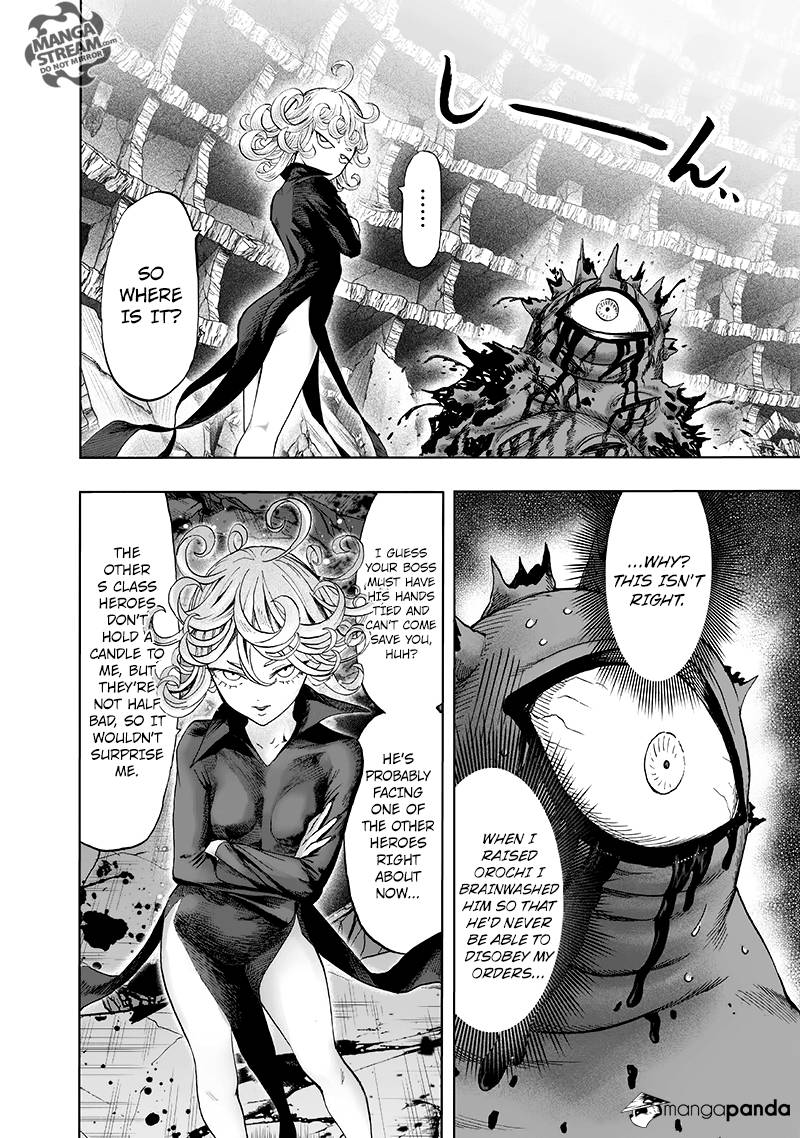 MANGA
STREAM.com
DO NOT MIRROR
しーん、、
......
SO
WHERE
IS IT?
...WHY?
THIS ISN'T
RIGHT.
WHEN I
RAISED
OROCHI I
BRAINWASHED
HIM SO THAT
HE'D NEVER
BE ABLE TO
DISOBEY MY
ORDERS...
I GUESS
YOUR BOSS
MUST HAVE
HIS HANDS
TIED AND
CAN'T COME
SAVE YOU,
HUH?
HE'S
PROBABLY
FACING
ONE OF
THE OTHER
HEROES
RIGHT
ABOUT
NOW...
THE
OTHER
S CLASS
HEROES
DON'T
HOLD A
CANDLE TO
ME, BUT
THEY'RE
NOT HALF
BAD, SO IT
WOULDN'T
SURPRISE
ME.
mangapanda